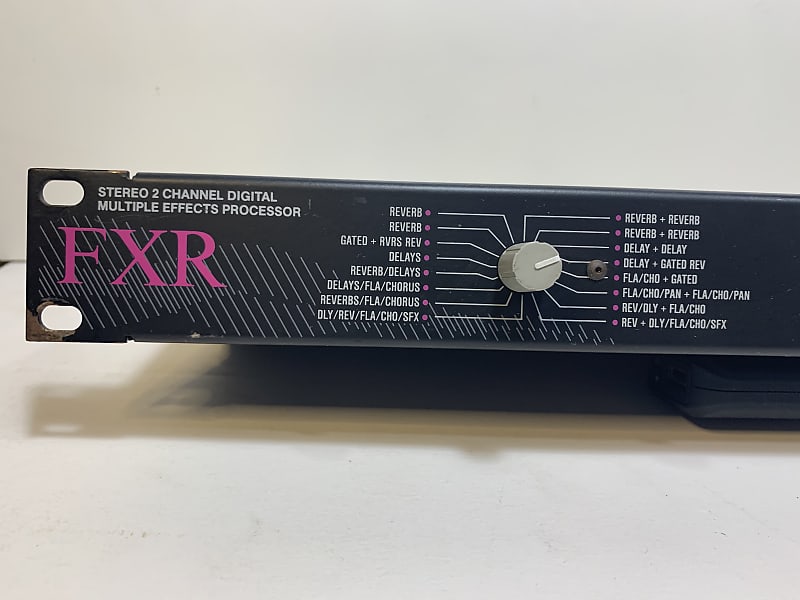 STEREO 2 CHANNEL DIGITAL
MULTIPLE EFFECTS PROCESSOR
FXR
REVERB
REVERB
GATED + RVRS REV
DELAYS
REVERB/DELAYS
DELAYS/FLA/CHORUS
REVERBS/FLA/CHORUS
DLY/REV/FLA/CHO/SFX
REVERB + REVERB
REVERB + REVERB
DELAY + DELAY
DELAY + GATED REV
FLA/CHO + GATED
FLA/CHO/PAN + FLA/CHO/PAN
REV/DLY + FLA/CHO
REV + DLY/FLA/CHO/SFX